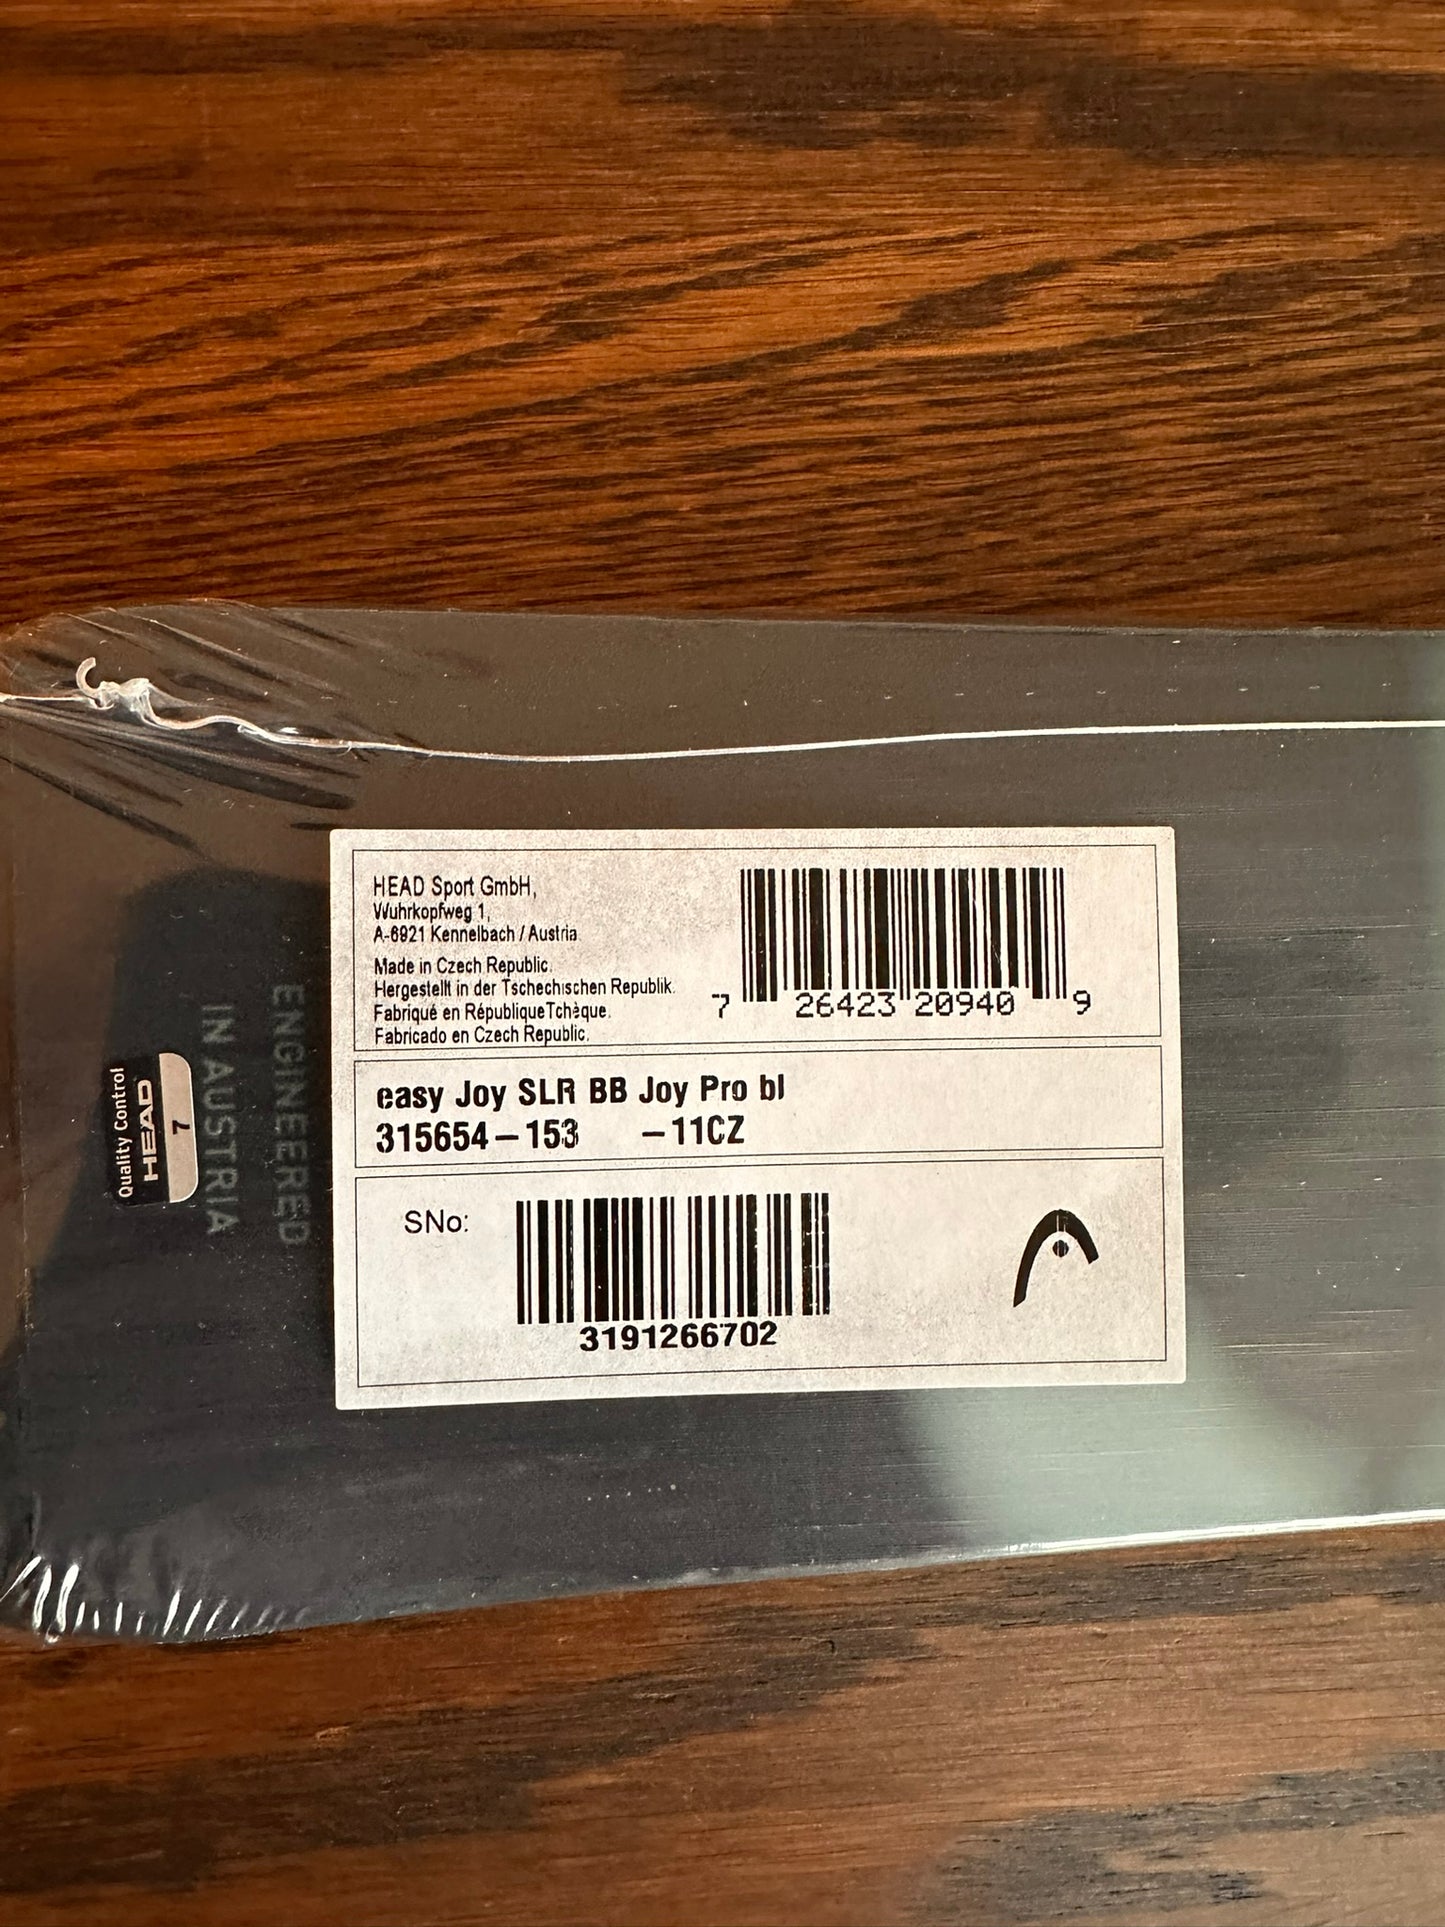 HEAD Sport GmbH,
Wuhrkopfweg 1,
A-6921 Kennelbach / Austria
Made in Czech Republic.
Hergestellt in der Tschechischen Republik.
Fabriqué en RépubliqueTchèque.
Fabricado en Czech Republic.
7 26423 20940 9
easy Joy SLR BB Joy Pro bl
315654-153 -11CZ
SNo:
3191266702
Quality Control
HEAD
7
ENGINEERED
IN AUSTRIA